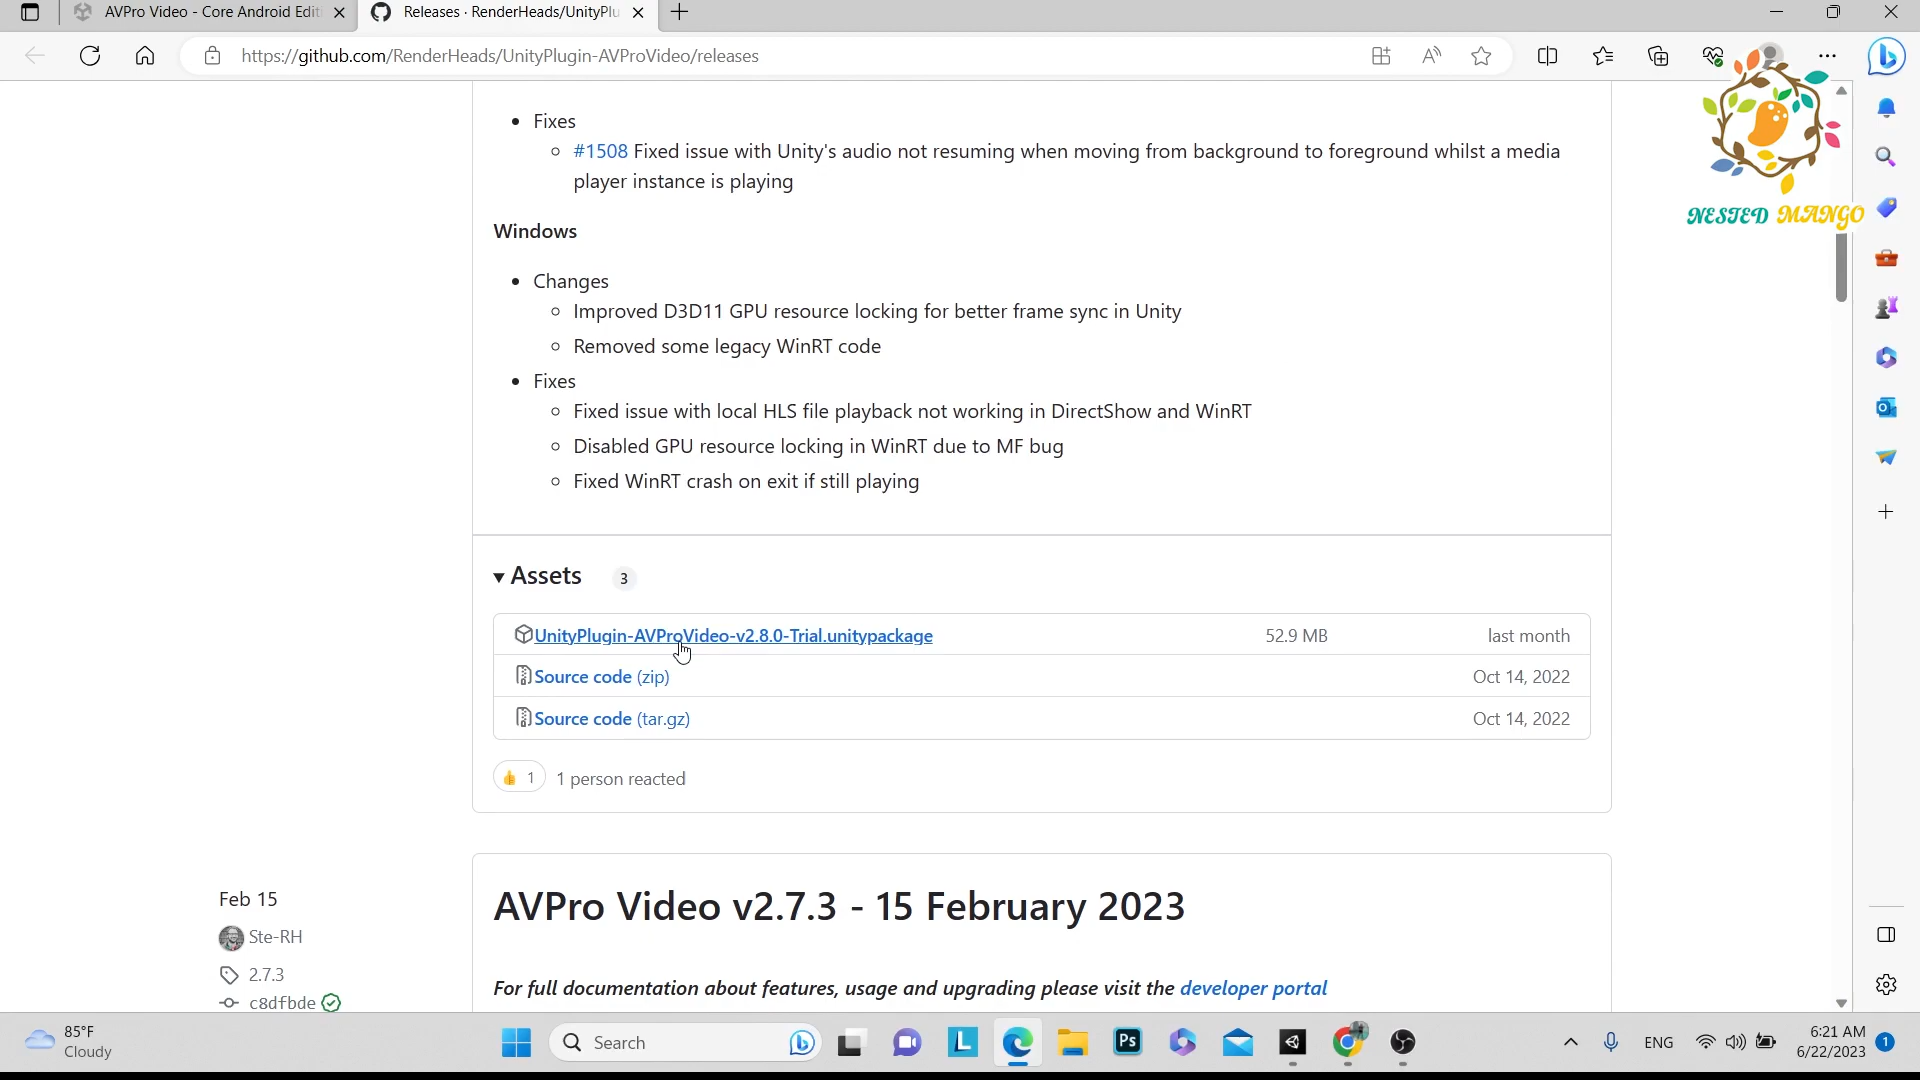 AVPro Video - Core Android Edit
Releases · RenderHeads/UnityPlu
https://github.com/RenderHeads/UnityPlugin-AVProVideo/releases
NESTED MANGO
Fixes
#1508 Fixed issue with Unity's audio not resuming when moving from background to foreground whilst a media
player instance is playing
Windows
Changes
Improved D3D11 GPU resource locking for better frame sync in Unity
Removed some legacy WinRT code
Fixes
Fixed issue with local HLS file playback not working in DirectShow and WinRT
Disabled GPU resource locking in WinRT due to MF bug
Fixed WinRT crash on exit if still playing
Assets 3
UnityPlugin-AVProVideo-v2.8.0-Trial.unitypackage 52.9 MB last month
Source code (zip) Oct 14, 2022
Source code (tar.gz) Oct 14, 2022
👍 1 1 person reacted
Feb 15
Ste-RH
2.7.3
c8dfbde
AVPro Video v2.7.3 - 15 February 2023
For full documentation about features, usage and upgrading please visit the developer portal
85°F
Cloudy
Search
L
Ps
ENG
6:21 AM
6/22/2023
1